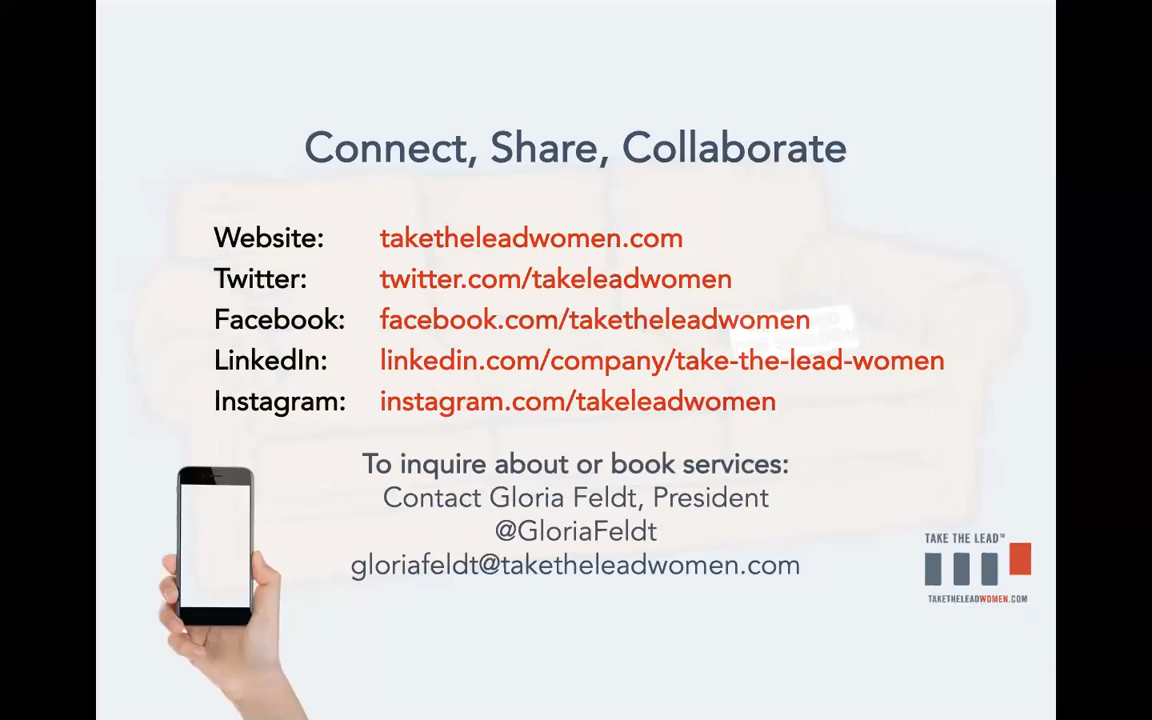 Connect, Share, Collaborate
Website: taketheleadwomen.com
Twitter: twitter.com/takeleadwomen
Facebook: facebook.com/taketheleadwomen
LinkedIn: linkedin.com/company/take-the-lead-women
Instagram: instagram.com/takeleadwomen
To inquire about or book services:
Contact Gloria Feldt, President
@GloriaFeldt
gloriafeldt@taketheleadwomen.com
TAKE THE LEAD™
TAKETHELEADWOMEN.COM